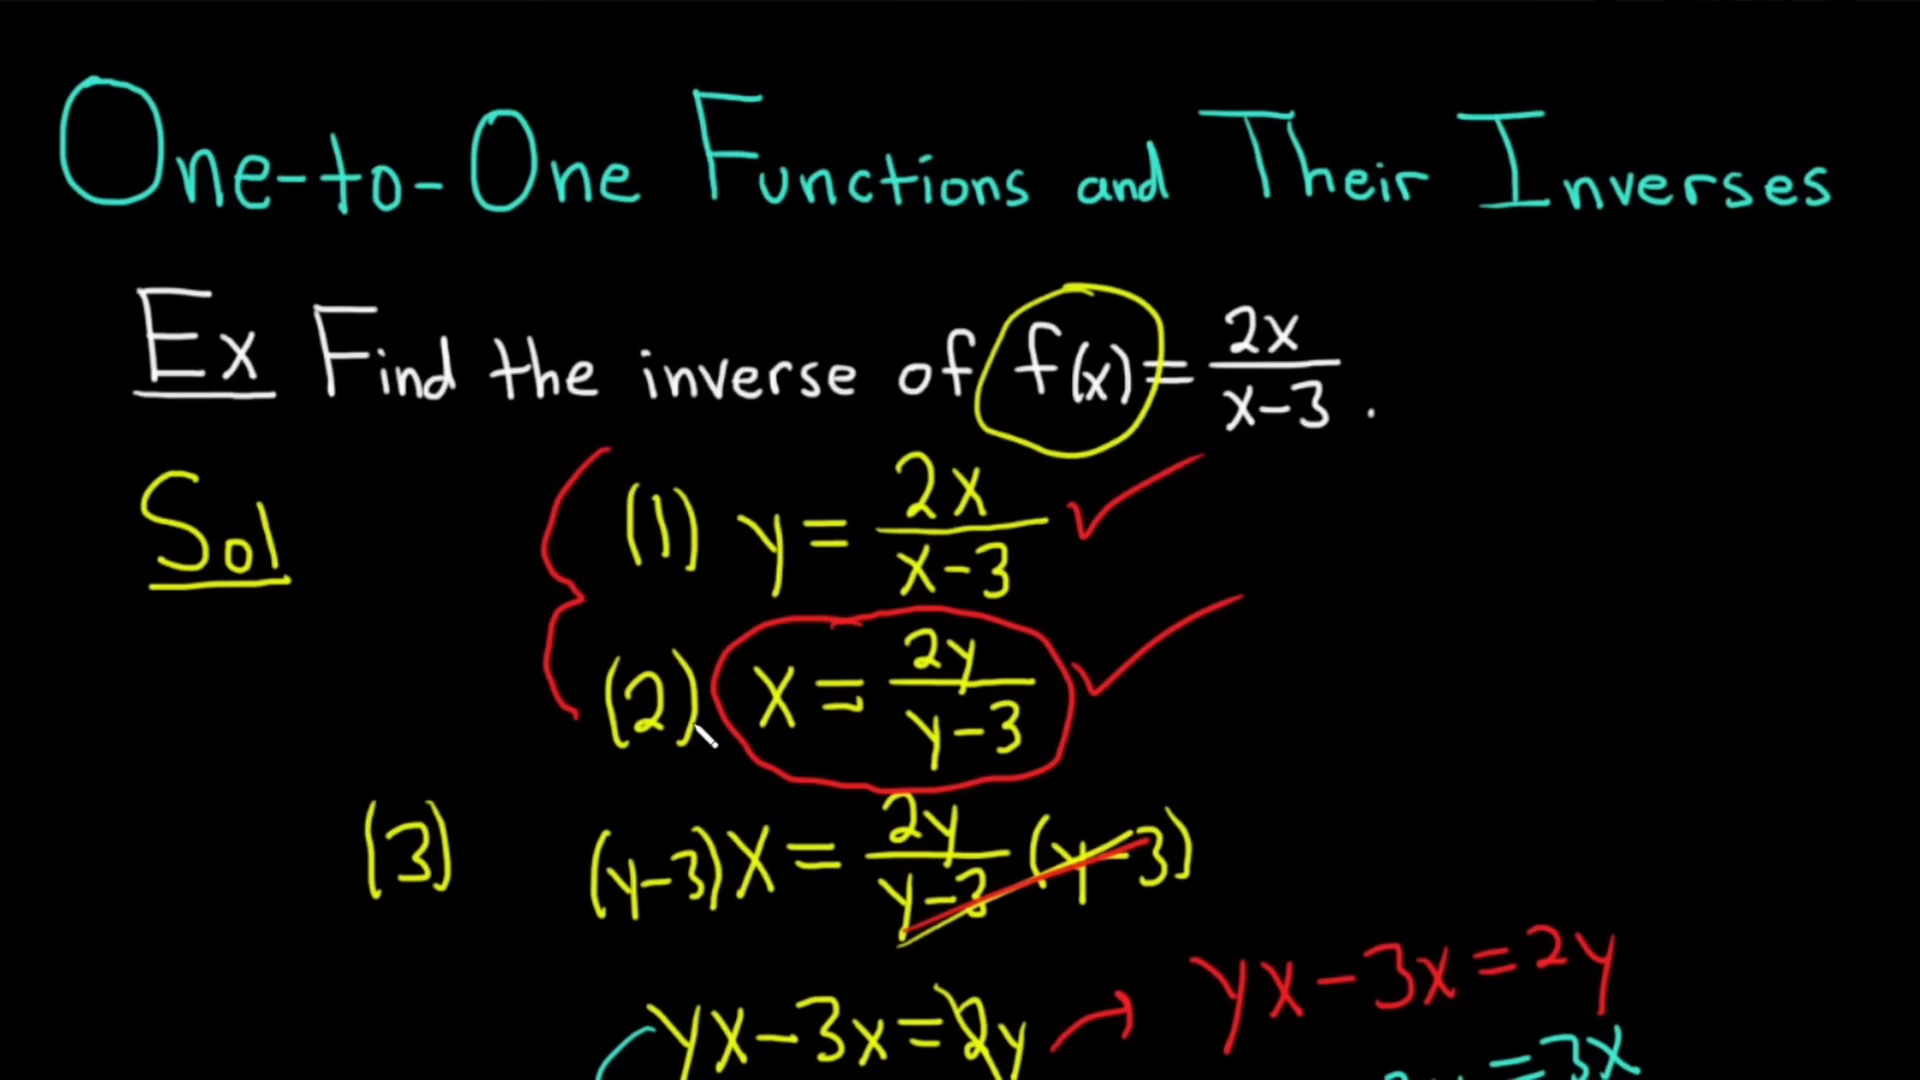 One-to-One Functions and Their Inverses
Ex Find the inverse of f(x) = 2x/x-3 .
Sol
(1) y = 2x/x-3
(2) x = 2y/y-3
(3) (y-3)x = 2y/y-3 (y-3)
yx-3x=2y
yx-3x=2y
=3x